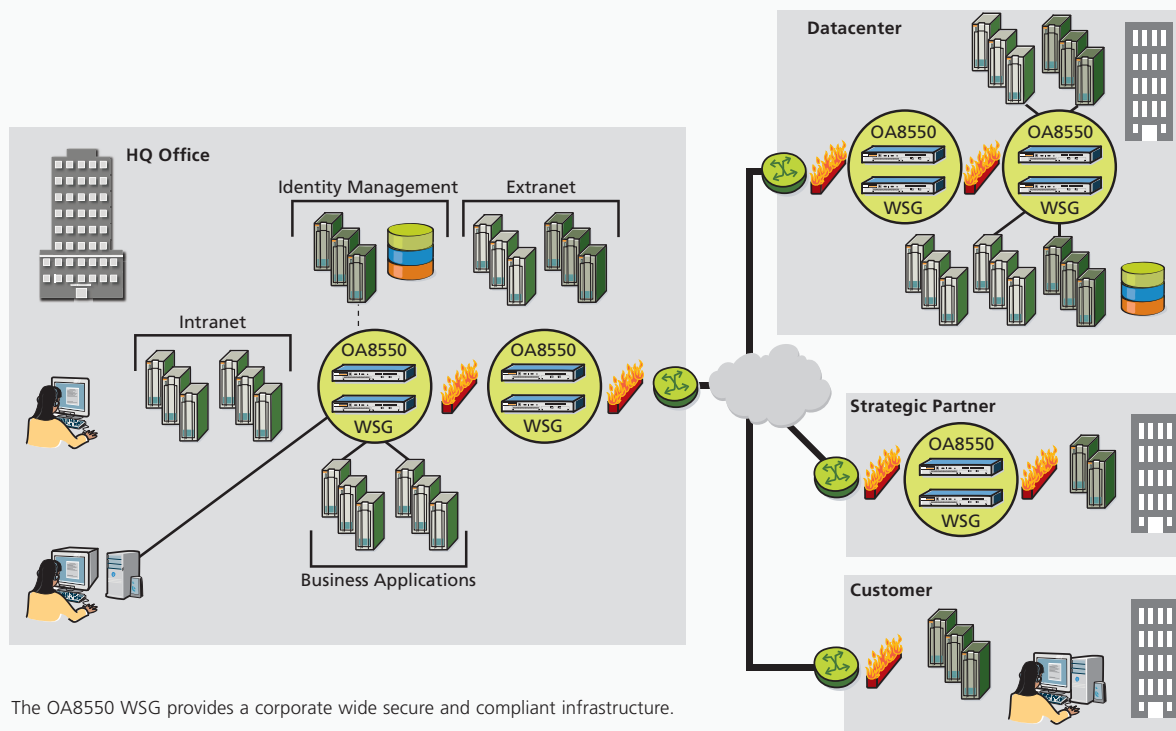 Datacenter
OA8550
WSG
OA8550
WSG
HQ Office
Identity Management
Extranet
Intranet
OA8550
WSG
OA8550
WSG
Business Applications
Strategic Partner
OA8550
WSG
Customer
The OA8550 WSG provides a corporate wide secure and compliant infrastructure.